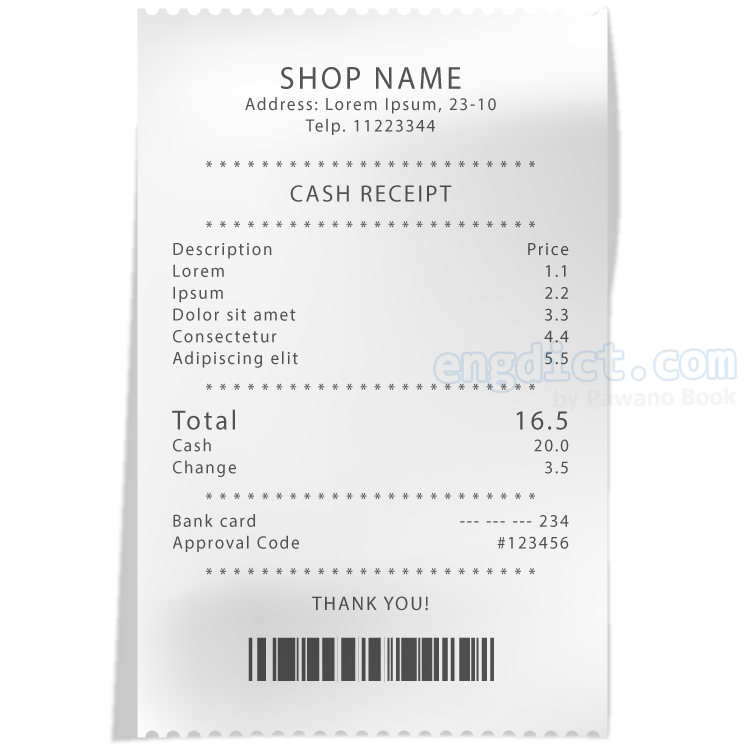 SHOP NAME
Address: Lorem Ipsum, 23-10
Telp. 11223344
* * * * * * * * * * * * * * * * * * * * * * * *
CASH RECEIPT
* * * * * * * * * * * * * * * * * * * * * * * *
Description Price
Lorem 1.1
Ipsum 2.2
Dolor sit amet 3.3
Consectetur 4.4
Adipiscing elit 5.5
engdict.com
* * * * * * * * * * * * * * * * * * * * * * * *
by Pawano Book
Total 16.5
Cash 20.0
Change 3.5
* * * * * * * * * * * * * * * * * * * * * * * *
Bank card --- --- --- 234
Approval Code #123456
* * * * * * * * * * * * * * * * * * * * * * * *
THANK YOU!